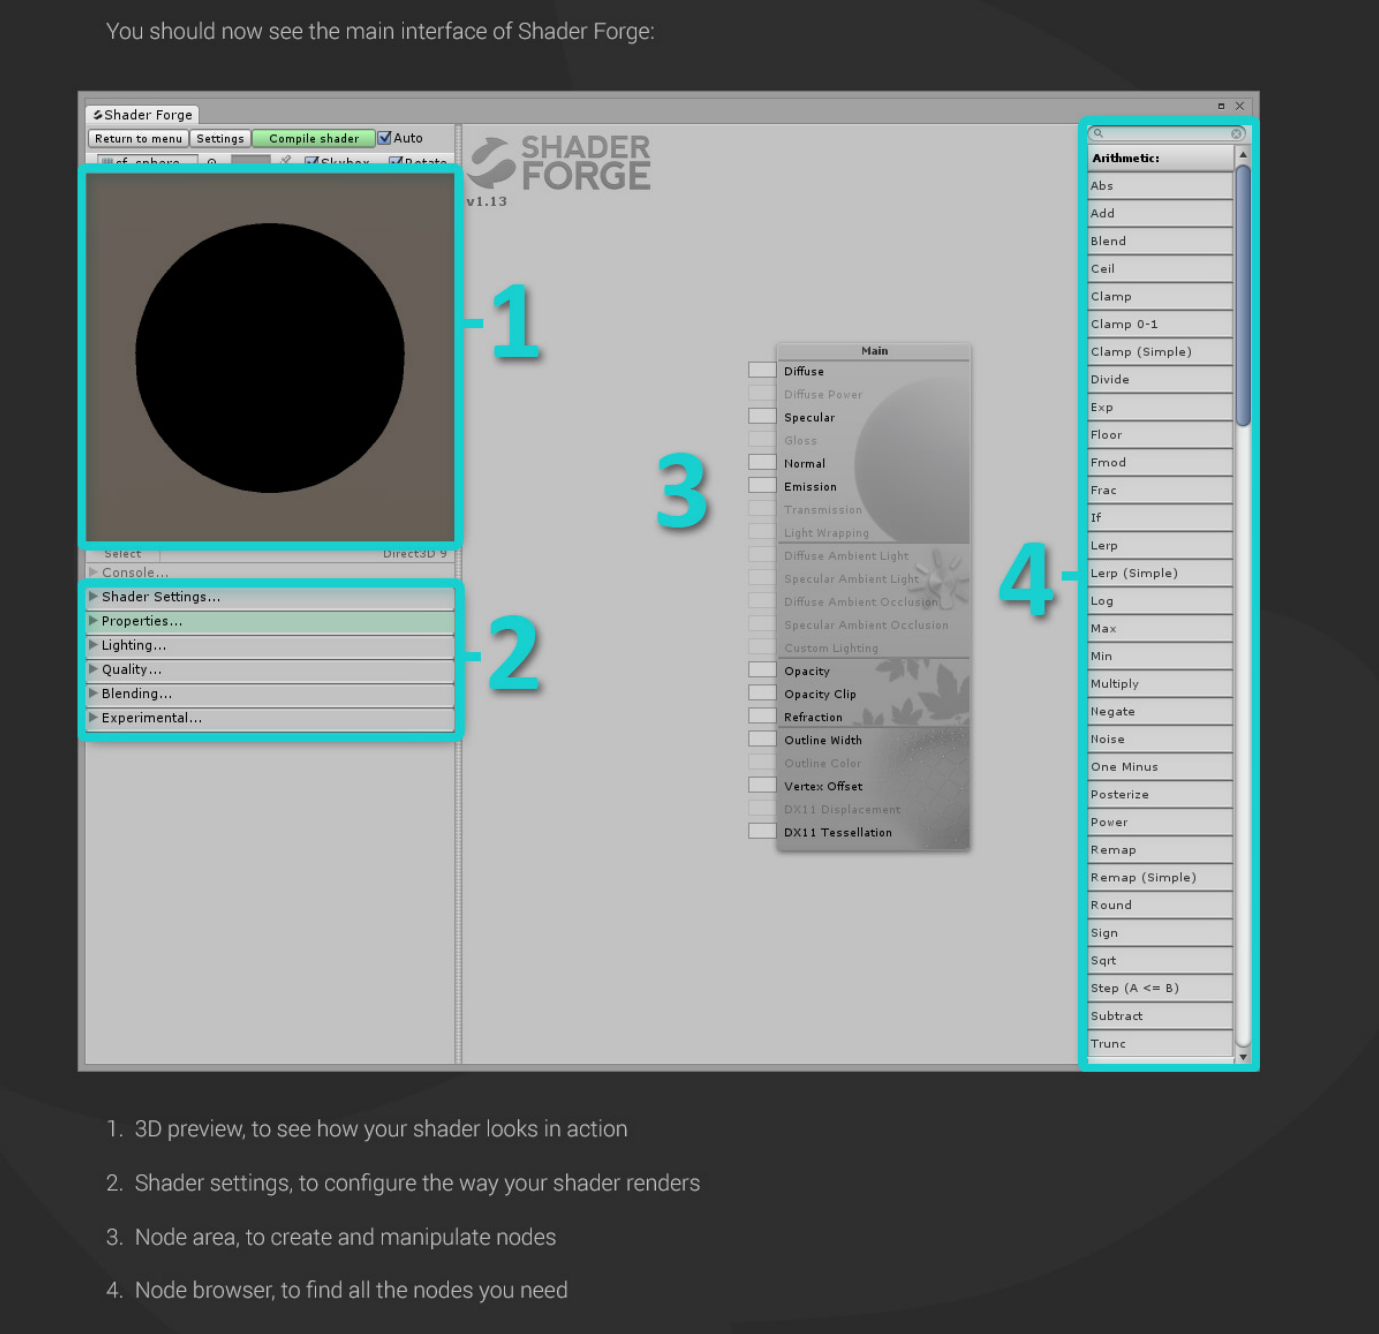 You should now see the main interface of Shader Forge:
Shader Forge
Return to menu Settings Compile shader Auto
sf_sphere Skybox Rotate
SHADER
FORGE
v1.13
1
Select Direct3D 9
Console...
Shader Settings...
Properties...
Lighting...
Quality...
Blending...
Experimental...
2
3
Main
Diffuse
Diffuse Power
Specular
Gloss
Normal
Emission
Transmission
Light Wrapping
Diffuse Ambient Light
Specular Ambient Light
Diffuse Ambient Occlusion
Specular Ambient Occlusion
Custom Lighting
Opacity
Opacity Clip
Refraction
Outline Width
Outline Color
Vertex Offset
DX11 Displacement
DX11 Tessellation
4
Arithmetic:
Abs
Add
Blend
Ceil
Clamp
Clamp 0-1
Clamp (Simple)
Divide
Exp
Floor
Fmod
Frac
If
Lerp
Lerp (Simple)
Log
Max
Min
Multiply
Negate
Noise
One Minus
Posterize
Power
Remap
Remap (Simple)
Round
Sign
Sqrt
Step (A <= B)
Subtract
Trunc
1. 3D preview, to see how your shader looks in action
2. Shader settings, to configure the way your shader renders
3. Node area, to create and manipulate nodes
4. Node browser, to find all the nodes you need